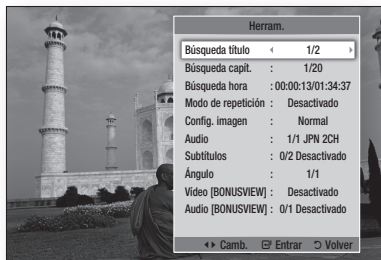 Herram.
Búsqueda título ◄ 1/2 ►
Búsqueda capít. : 1/20
Búsqueda hora : 00:00:13/01:34:37
Modo de repetición : Desactivado
Config. imagen : Normal
Audio : 1/1 JPN 2CH
Subtítulos : 0/2 Desactivado
Ángulo : 1/1
Vídeo [BONUSVIEW] : Desactivado
Audio [BONUSVIEW] : 0/1 Desactivado
◄► Camb. Entrar Volver